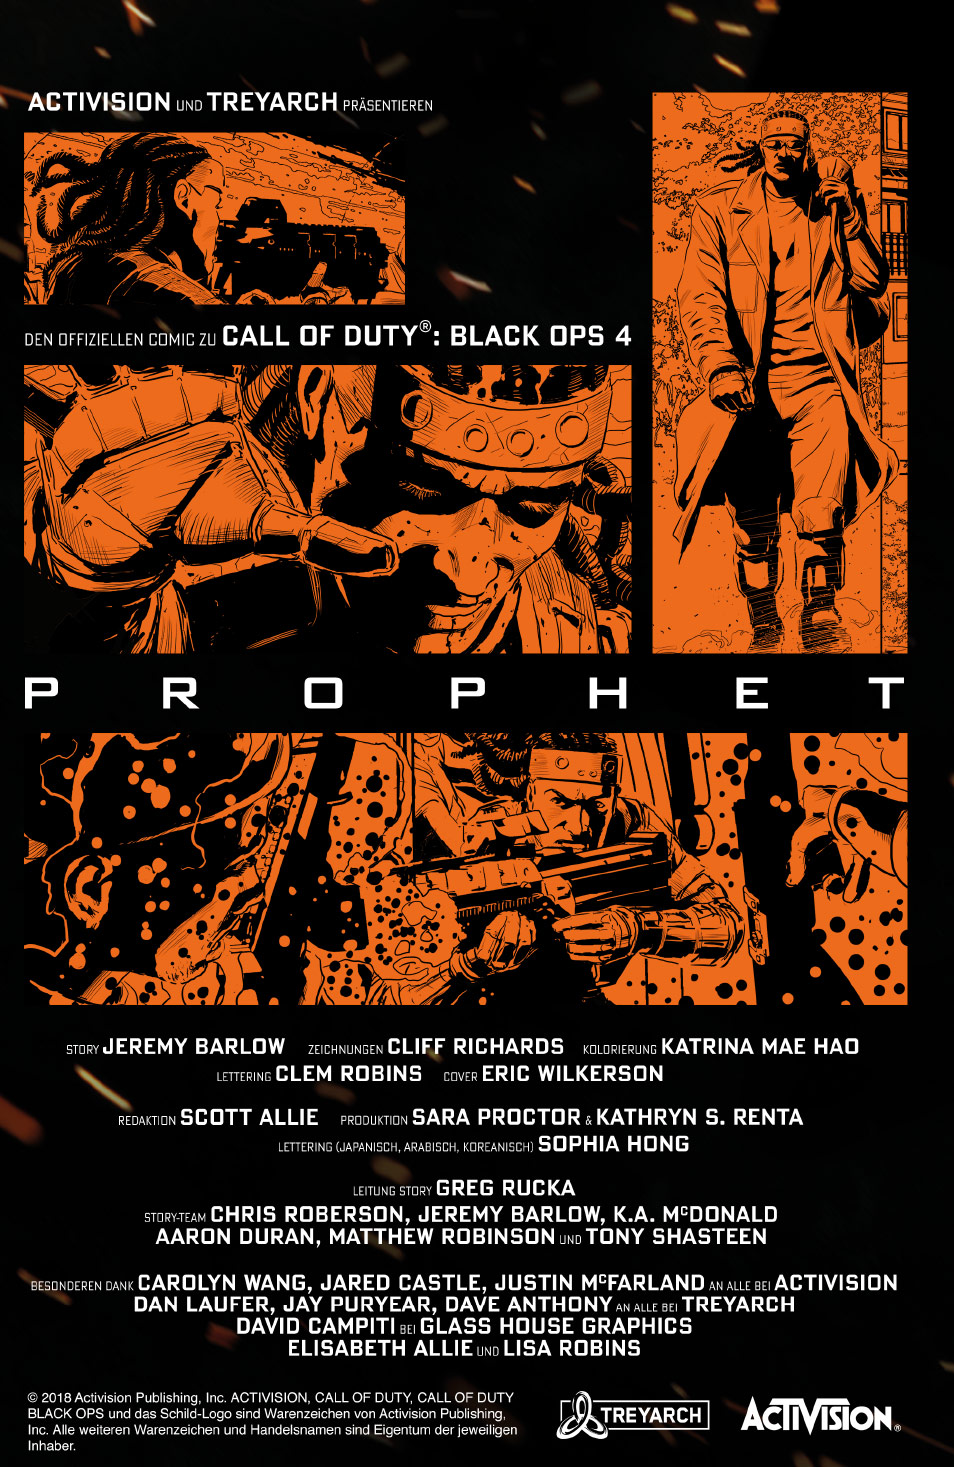 ACTIVISION UND TREYARCH PRÄSENTIEREN
DEN OFFIZIELLEN COMIC ZU CALL OF DUTY®: BLACK OPS 4
PROPHET
STORY JEREMY BARLOW ZEICHNUNGEN CLIFF RICHARDS KOLORIERUNG KATRINA MAE HAO
LETTERING CLEM ROBINS COVER ERIC WILKERSON
REDAKTION SCOTT ALLIE PRODUKTION SARA PROCTOR & KATHRYN S. RENTA
LETTERING (JAPANISCH, ARABISCH, KOREANISCH) SOPHIA HONG
LEITUNG STORY GREG RUCKA
STORY-TEAM CHRIS ROBERSON, JEREMY BARLOW, K.A. McDONALD
AARON DURAN, MATTHEW ROBINSON UND TONY SHASTEEN
BESONDEREN DANK CAROLYN WANG, JARED CASTLE, JUSTIN McFARLAND AN ALLE BEI ACTIVISION
DAN LAUFER, JAY PURYEAR, DAVE ANTHONY AN ALLE BEI TREYARCH
DAVID CAMPITI BEI GLASS HOUSE GRAPHICS
ELISABETH ALLIE UND LISA ROBINS
© 2018 Activision Publishing, Inc. ACTIVISION, CALL OF DUTY, CALL OF DUTY
BLACK OPS und das Schild-Logo sind Warenzeichen von Activision Publishing,
Inc. Alle weiteren Warenzeichen und Handelsnamen sind Eigentum der jeweiligen
Inhaber.
TREYARCH
ACTIVISION®